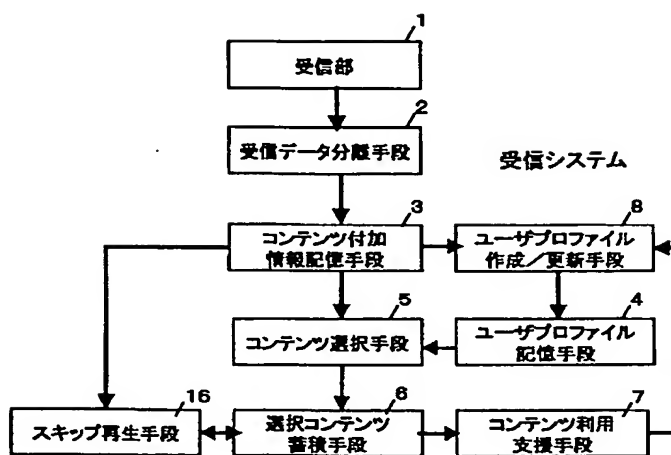 1
受信部
2
受信データ分離手段
受信システム
3
コンテンツ付加
情報記憶手段
8
ユーザプロファイル
作成／更新手段
5
コンテンツ選択手段
4
ユーザプロファイル
記憶手段
16
スキップ再生手段
6
選択コンテンツ
蓄積手段
7
コンテンツ利用
支援手段